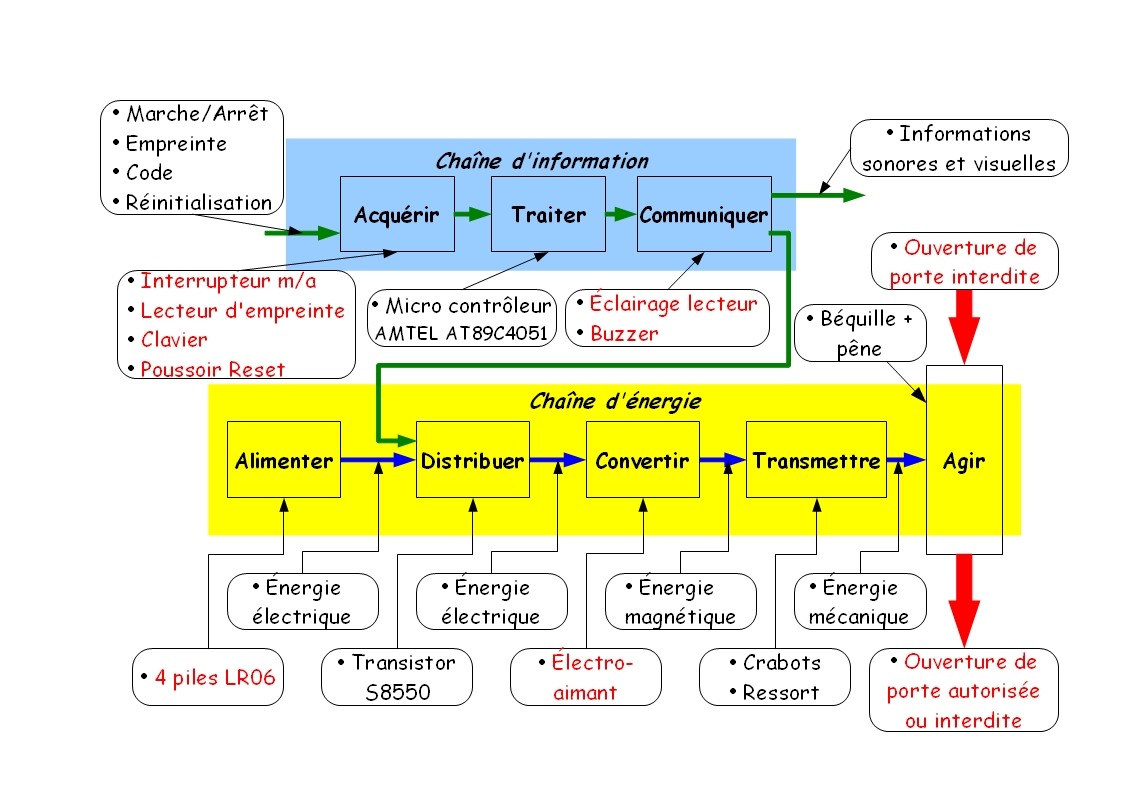 • Marche/Arrêt
• Empreinte
• Code
• Réinitialisation
Chaîne d'information
• Informations
sonores et visuelles
Acquérir
Traiter
Communiquer
• Ouverture de
porte interdite
• Interrupteur m/a
• Lecteur d'empreinte
• Clavier
• Poussoir Reset
• Micro contrôleur
AMTEL AT89C4051
• Éclairage lecteur
• Buzzer
• Béquille +
pêne
Chaîne d'énergie
Alimenter
Distribuer
Convertir
Transmettre
Agir
• Énergie
électrique
• Énergie
électrique
• Énergie
magnétique
• Énergie
mécanique
• 4 piles LR06
• Transistor
S8550
• Électro-
aimant
• Crabots
• Ressort
• Ouverture de
porte autorisée
ou interdite